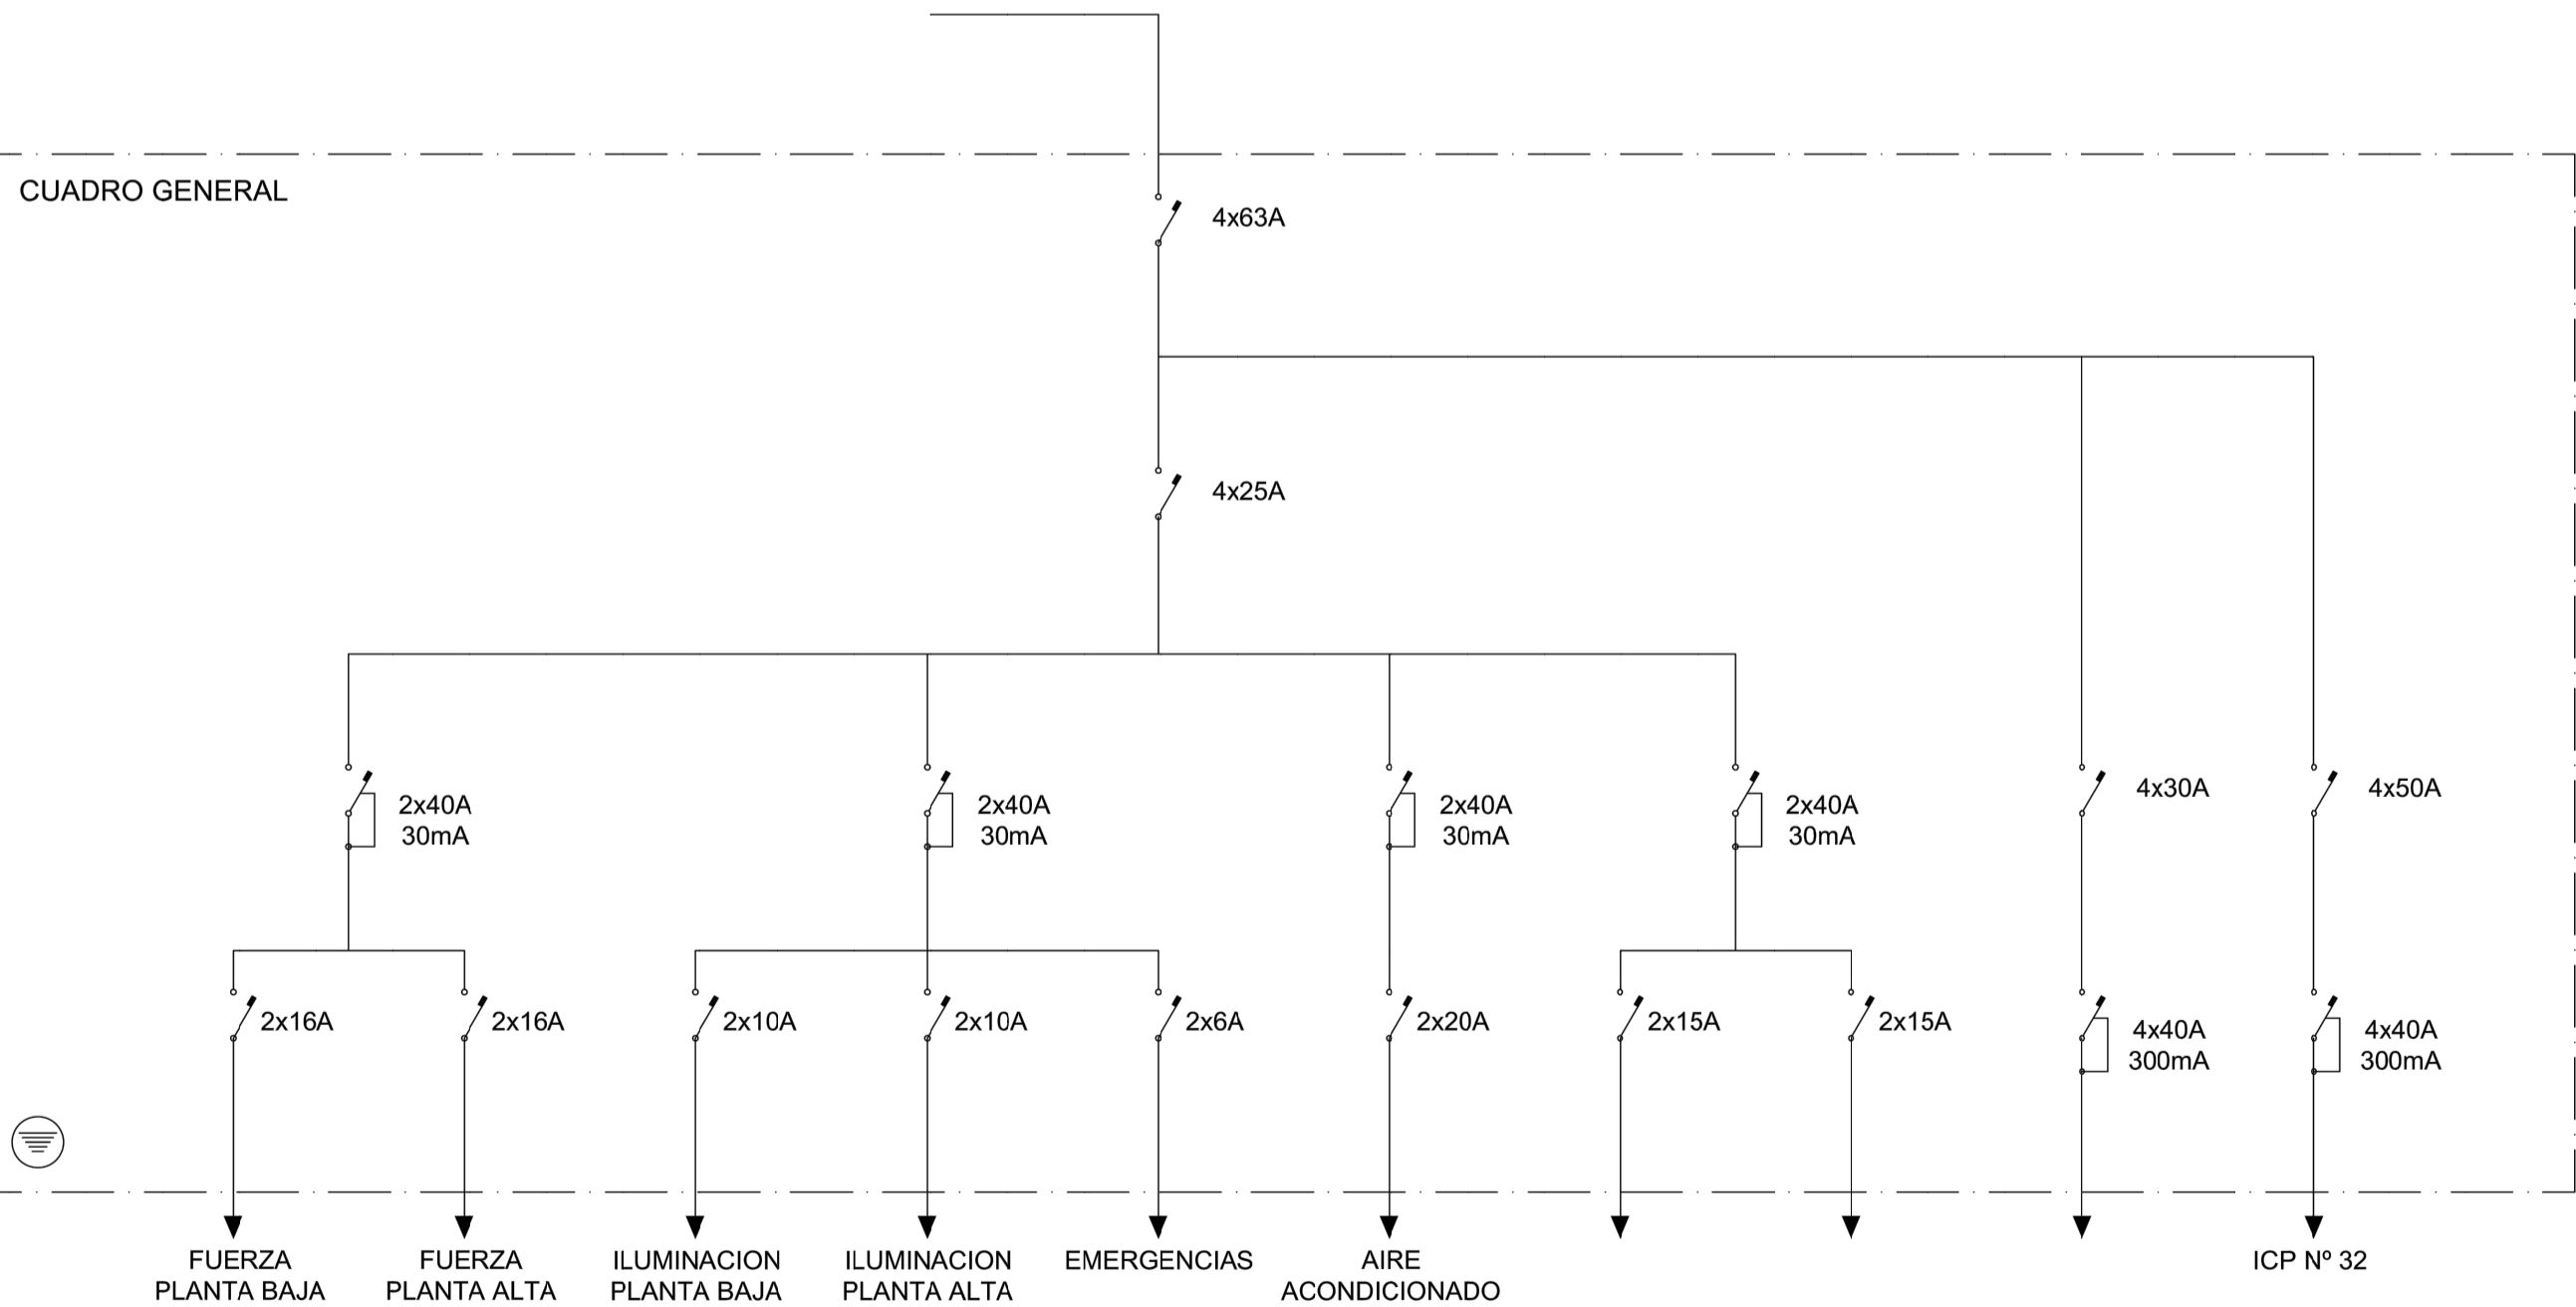 CUADRO GENERAL
4x63A
4x25A
2x40A
30mA
2x40A
30mA
2x40A
30mA
2x40A
30mA
4x30A
4x50A
2x16A
2x16A
2x10A
2x10A
2x6A
2x20A
2x15A
2x15A
4x40A
300mA
4x40A
300mA
FUERZA
PLANTA BAJA
FUERZA
PLANTA ALTA
ILUMINACION
PLANTA BAJA
ILUMINACION
PLANTA ALTA
EMERGENCIAS
AIRE
ACONDICIONADO
ICP Nº 32